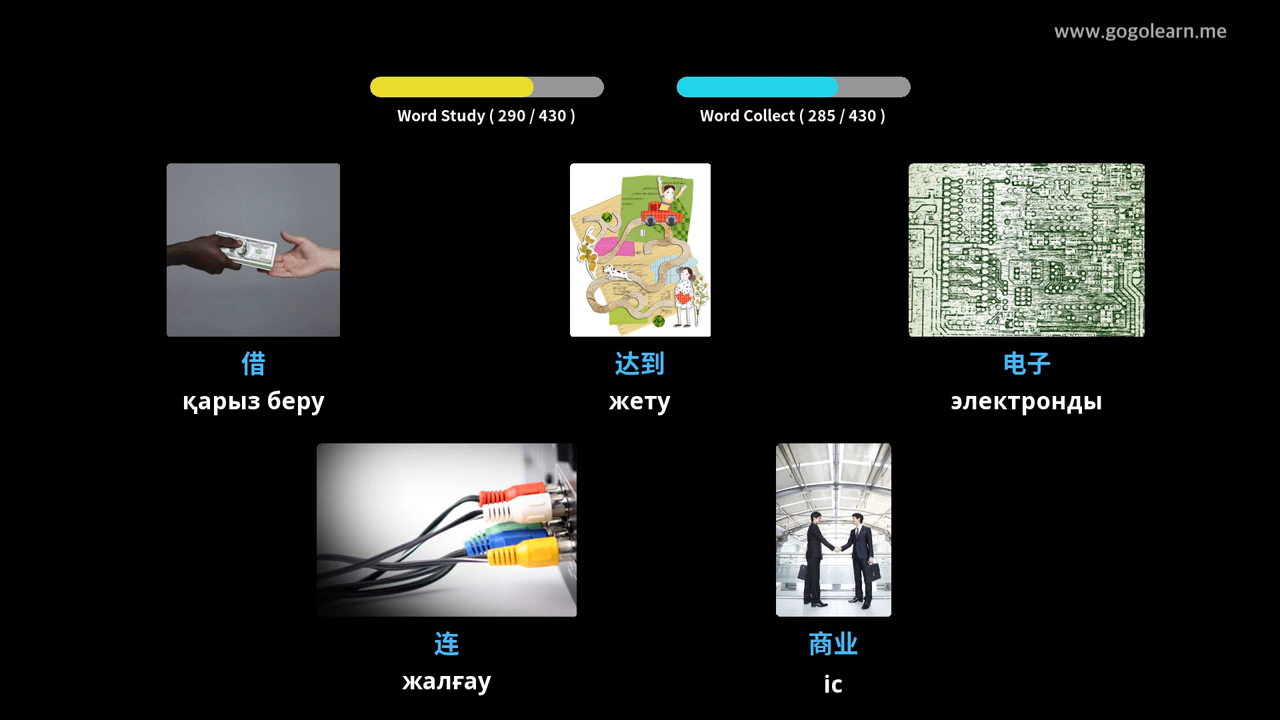 www.gogolearn.me
Word Study ( 290 / 430 )
Word Collect ( 285 / 430 )
借
қарыз беру
达到
жету
电子
электронды
连
жалғау
商业
іс